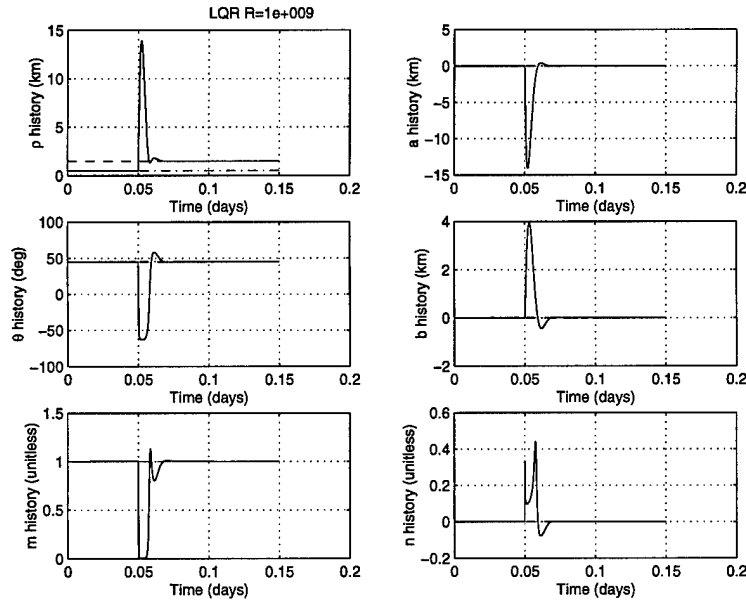 LQR R=1e+009
ρ history (km)
15
10
5
0
0 0.05 0.1 0.15 0.2
Time (days)
a history (km)
5
0
−5
−10
−15
0 0.05 0.1 0.15 0.2
Time (days)
θ history (deg)
100
50
0
−50
−100
0 0.05 0.1 0.15 0.2
Time (days)
b history (km)
4
2
0
−2
0 0.05 0.1 0.15 0.2
Time (days)
m history (unitless)
1.5
1
0.5
0
0 0.05 0.1 0.15 0.2
Time (days)
n history (unitless)
0.6
0.4
0.2
0
−0.2
0 0.05 0.1 0.15 0.2
Time (days)